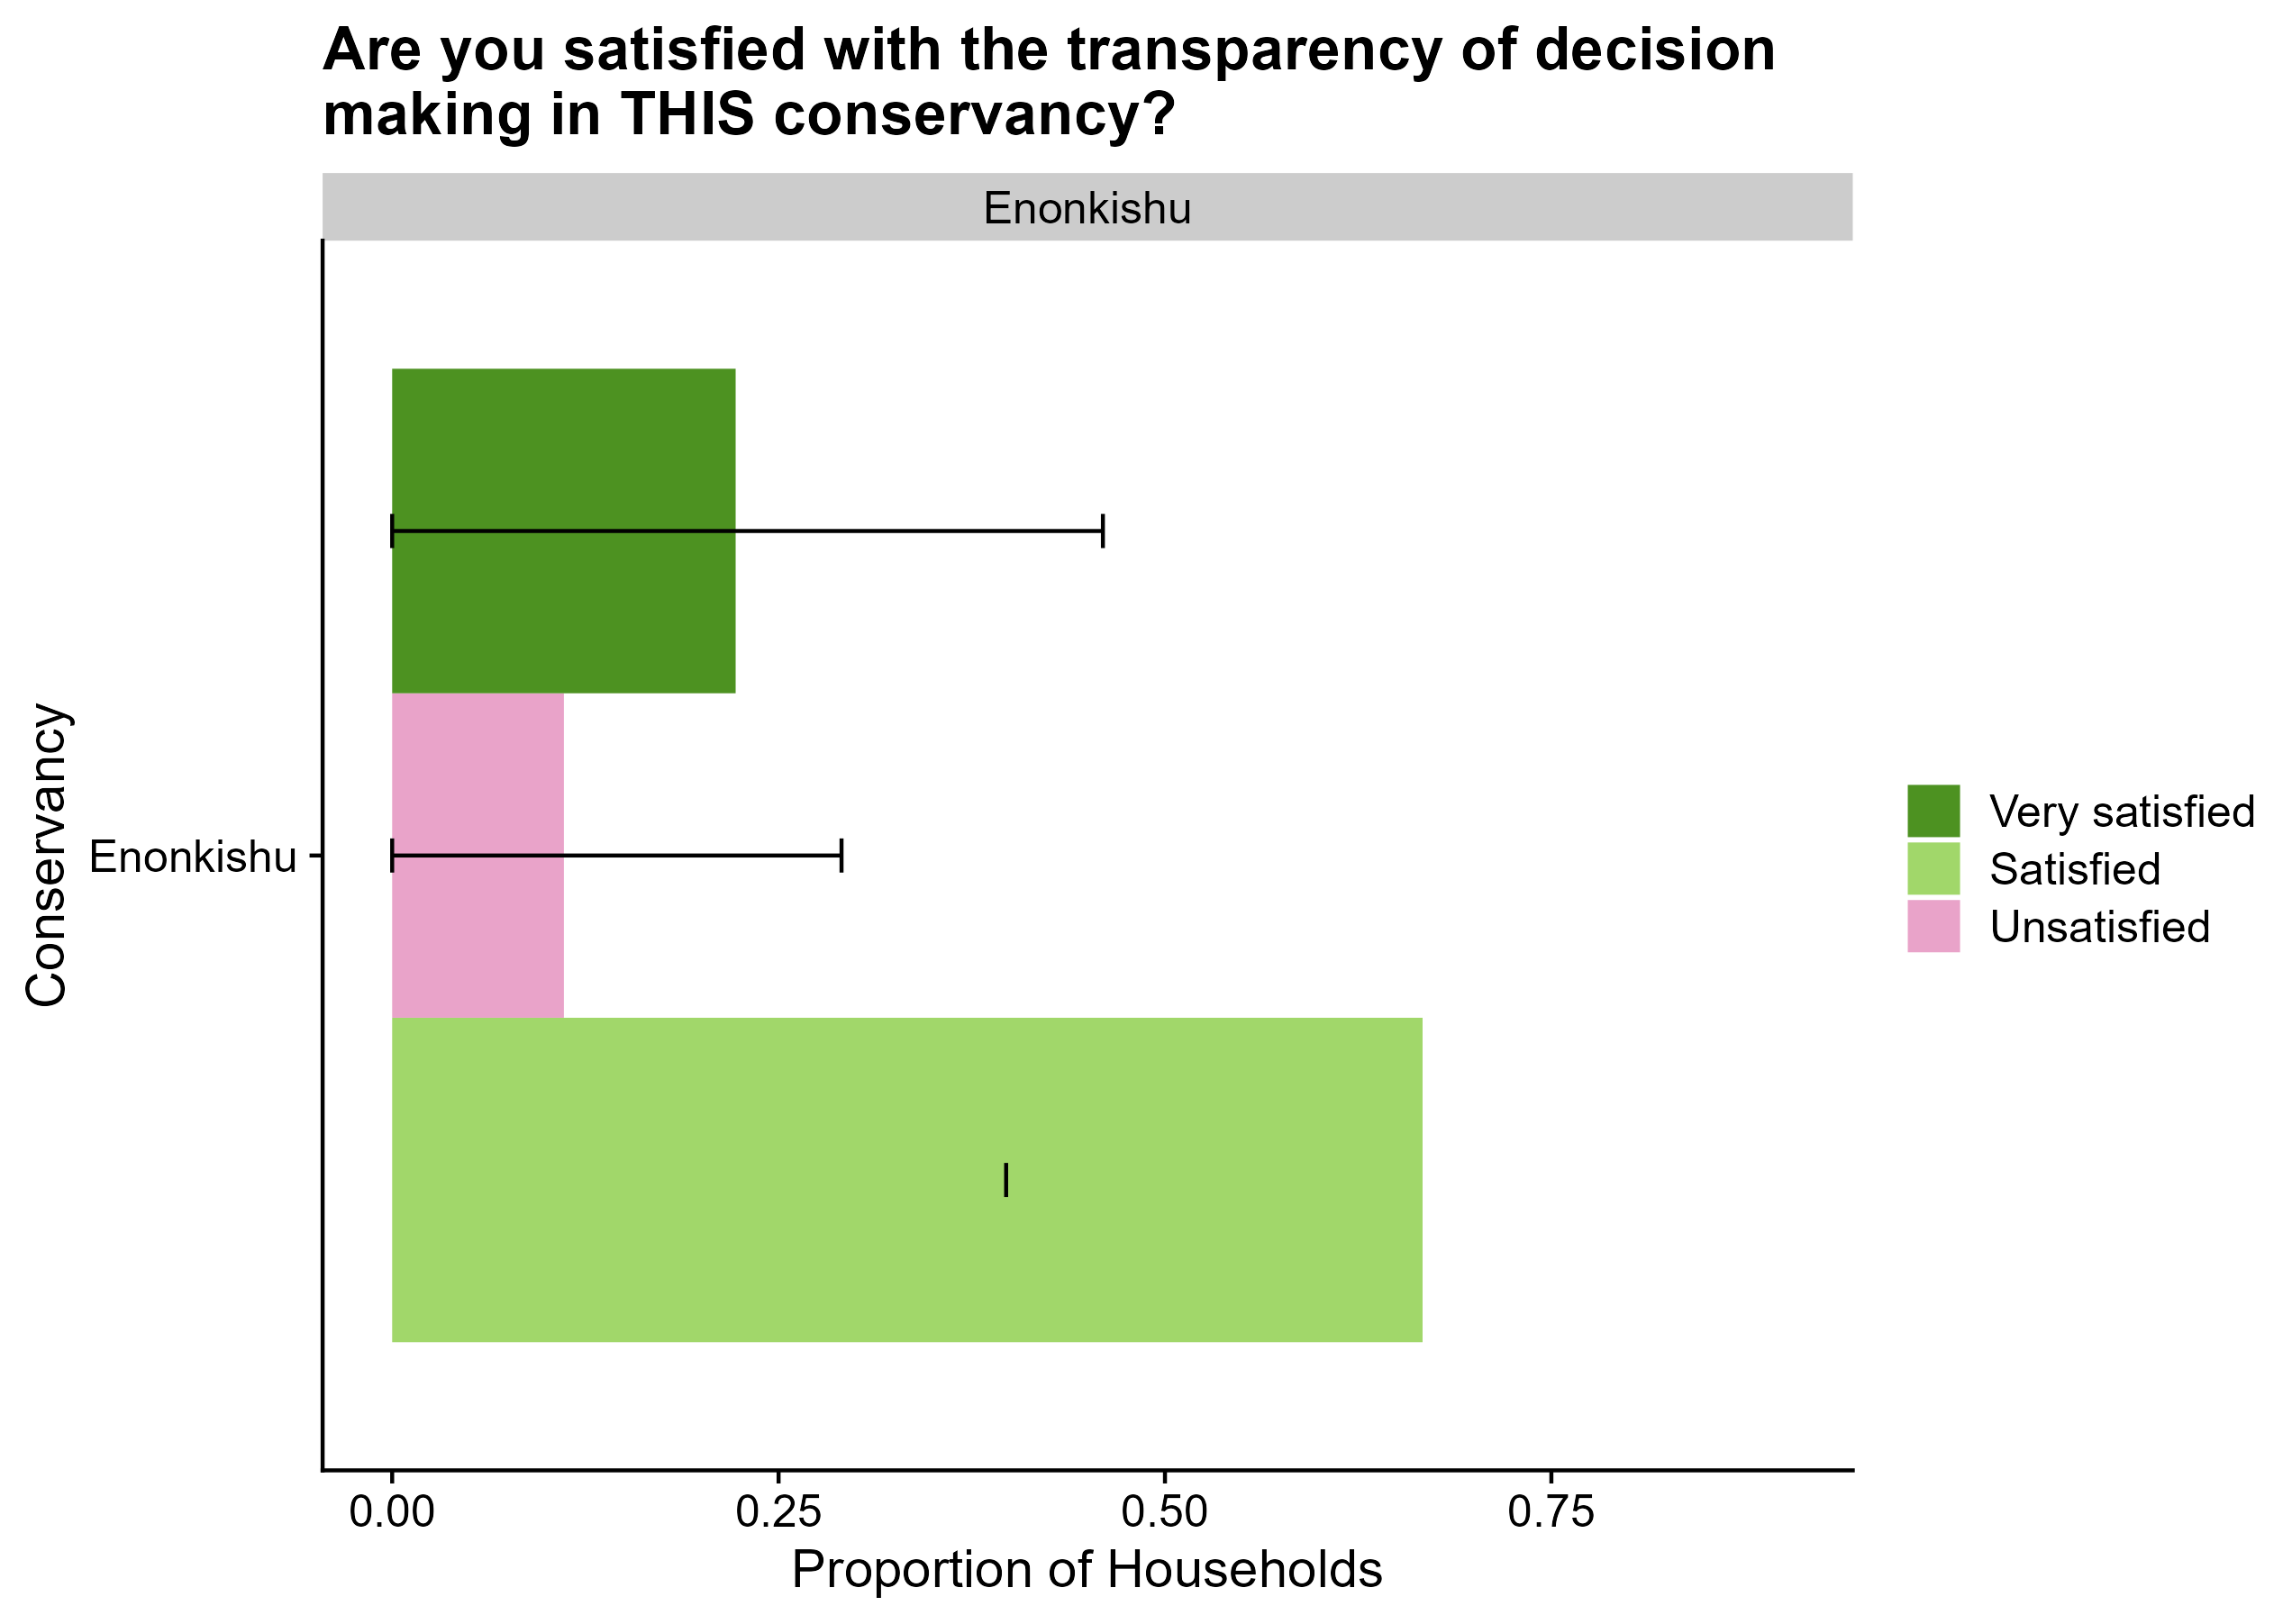 Are you satisfied with the transparency of decision
making in THIS conservancy?
Enonkishu
Conservancy
Enonkishu
Very satisfied
Satisfied
Unsatisfied
0.00
0.25
0.50
0.75
Proportion of Households